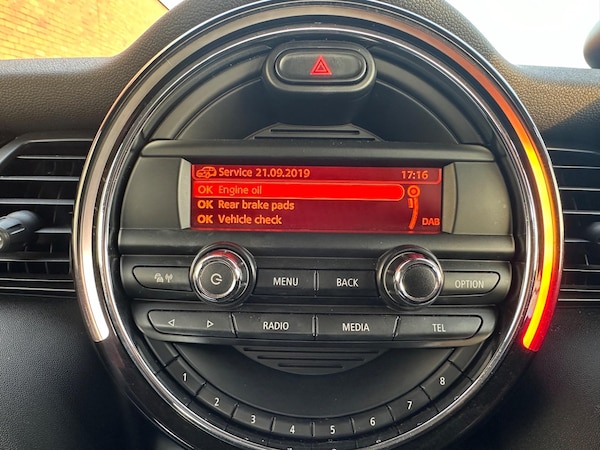 Service 21.09.2019 17:16
OK Engine oil
OK Rear brake pads
OK Vehicle check
DAB
MENU BACK OPTION
RADIO MEDIA TEL
1 2 3 4 5 6 7 8